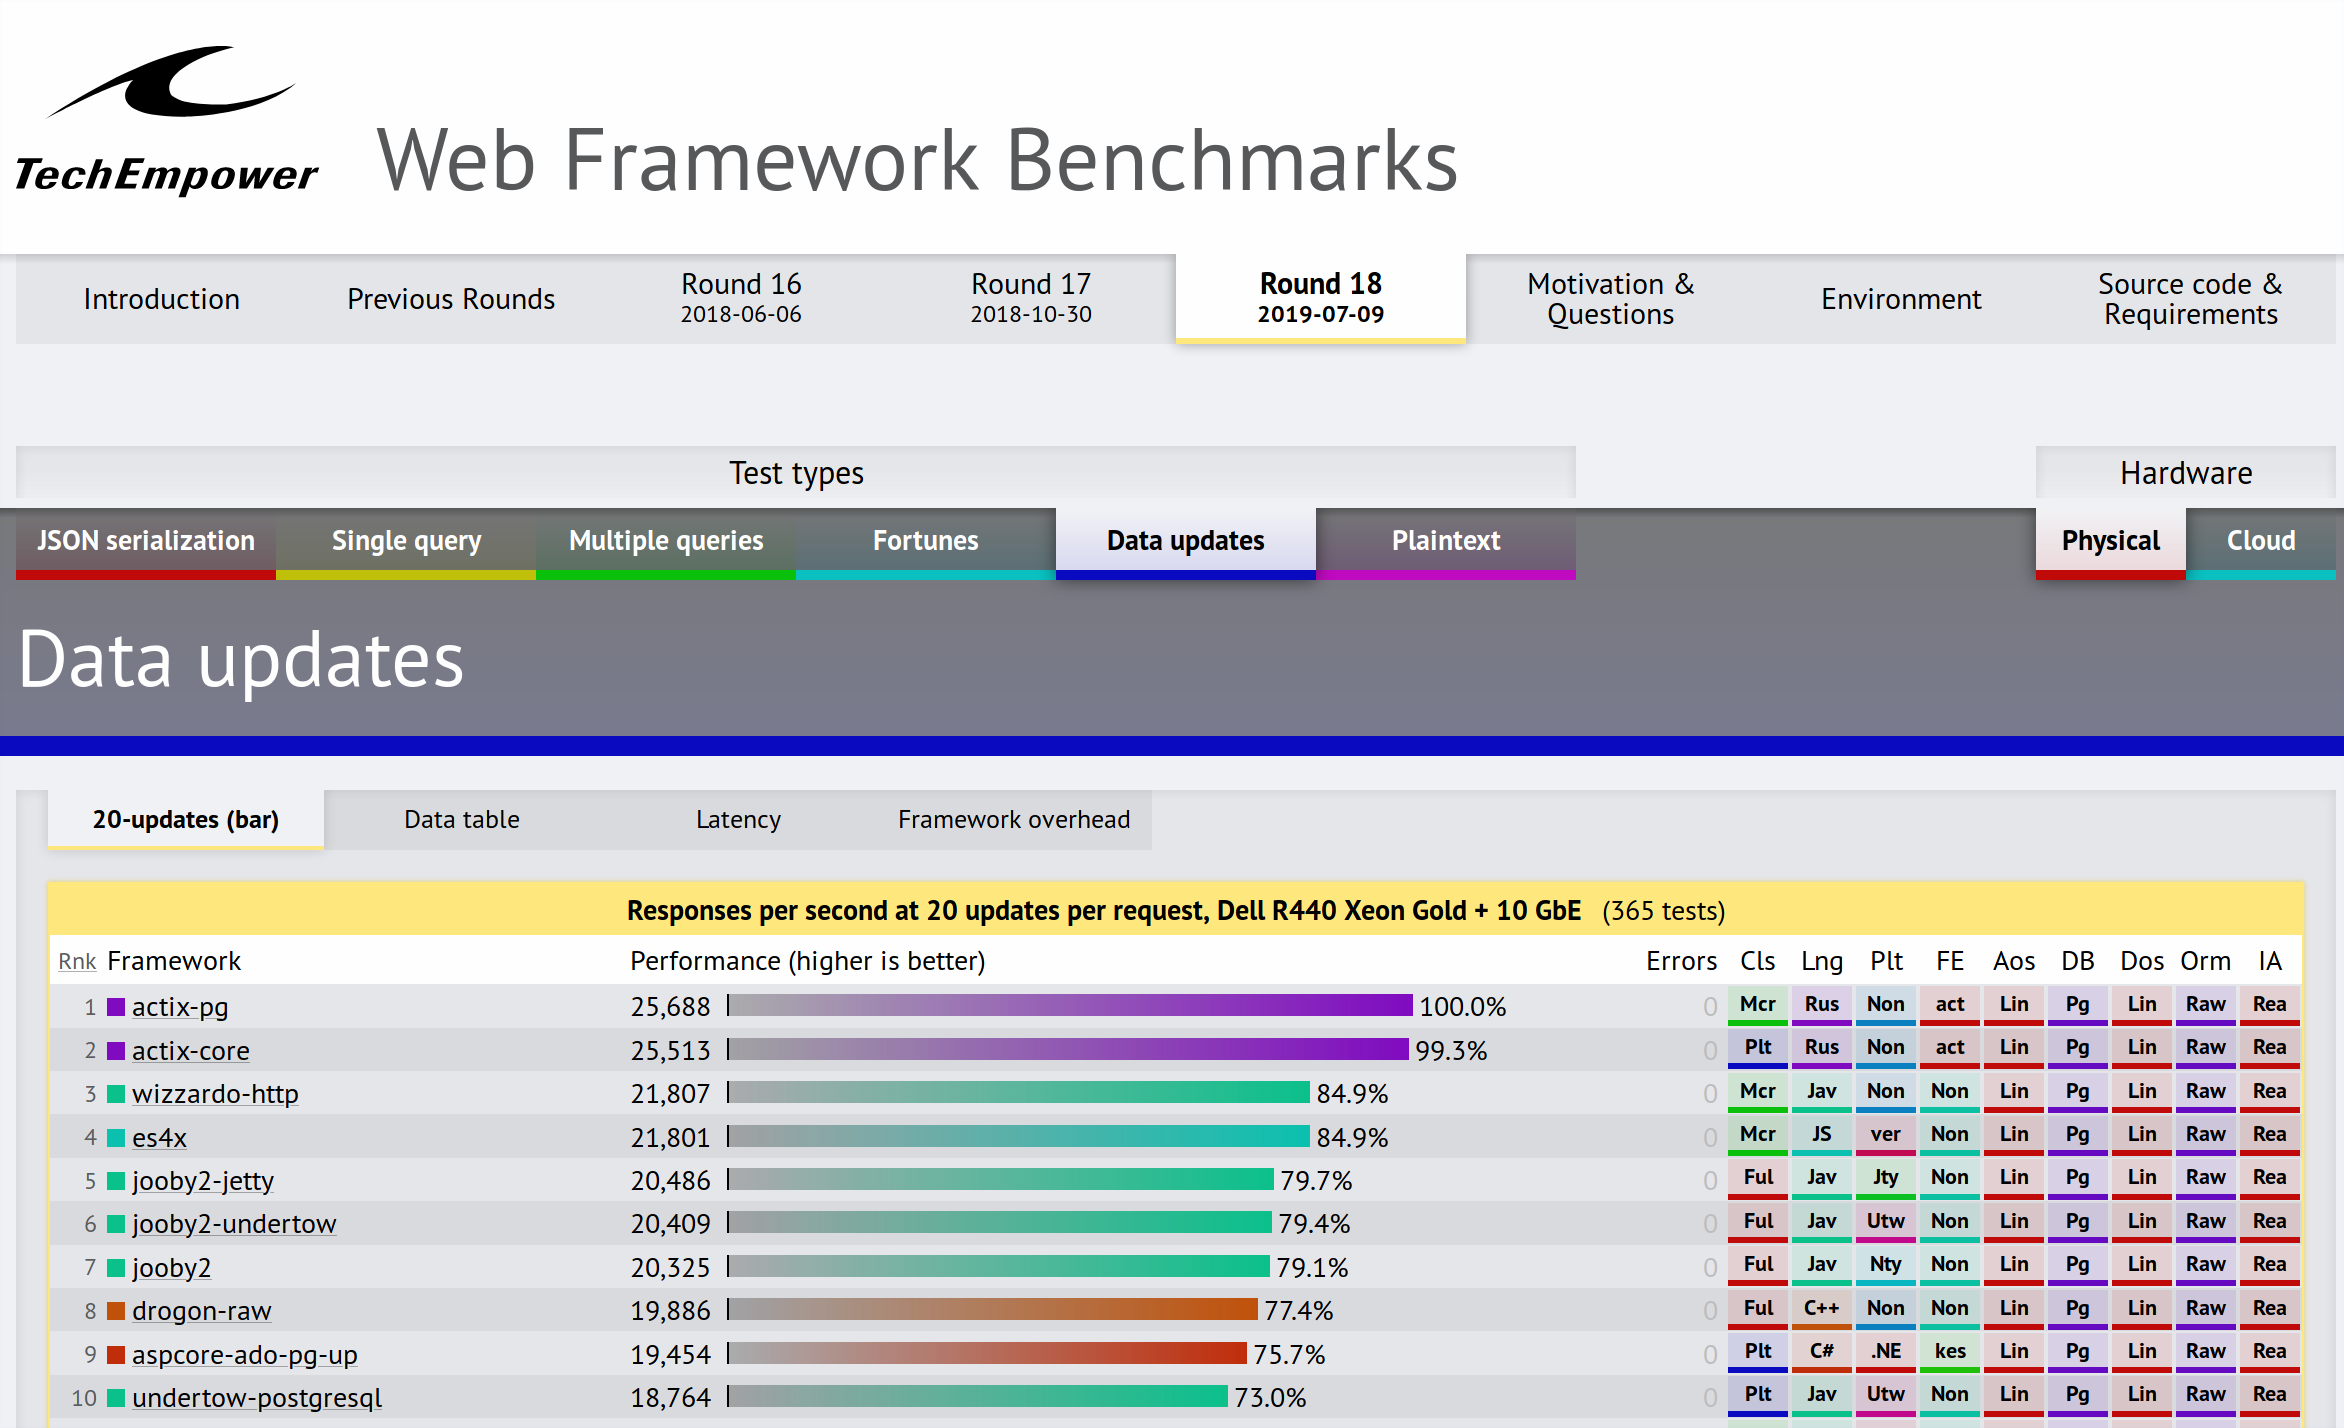 TechEmpower
Web Framework Benchmarks
Introduction
Previous Rounds
Round 16
2018-06-06
Round 17
2018-10-30
Round 18
2019-07-09
Motivation &
Questions
Environment
Source code &
Requirements
Test types
Hardware
JSON serialization
Single query
Multiple queries
Fortunes
Data updates
Plaintext
Physical
Cloud
Data updates
20-updates (bar)
Data table
Latency
Framework overhead
Responses per second at 20 updates per request, Dell R440 Xeon Gold + 10 GbE (365 tests)
Rnk Framework Performance (higher is better) Errors Cls Lng Plt FE Aos DB Dos Orm IA
1 actix-pg 25,688 100.0% 0 Mcr Rus Non act Lin Pg Lin Raw Rea
2 actix-core 25,513 99.3% 0 Plt Rus Non act Lin Pg Lin Raw Rea
3 wizzardo-http 21,807 84.9% 0 Mcr Jav Non Non Lin Pg Lin Raw Rea
4 es4x 21,801 84.9% 0 Mcr JS ver Non Lin Pg Lin Raw Rea
5 jooby2-jetty 20,486 79.7% 0 Ful Jav Jty Non Lin Pg Lin Raw Rea
6 jooby2-undertow 20,409 79.4% 0 Ful Jav Utw Non Lin Pg Lin Raw Rea
7 jooby2 20,325 79.1% 0 Ful Jav Nty Non Lin Pg Lin Raw Rea
8 drogon-raw 19,886 77.4% 0 Ful C++ Non Non Lin Pg Lin Raw Rea
9 aspcore-ado-pg-up 19,454 75.7% 0 Plt C# .NE kes Lin Pg Lin Raw Rea
10 undertow-postgresql 18,764 73.0% 0 Plt Jav Utw Non Lin Pg Lin Raw Rea